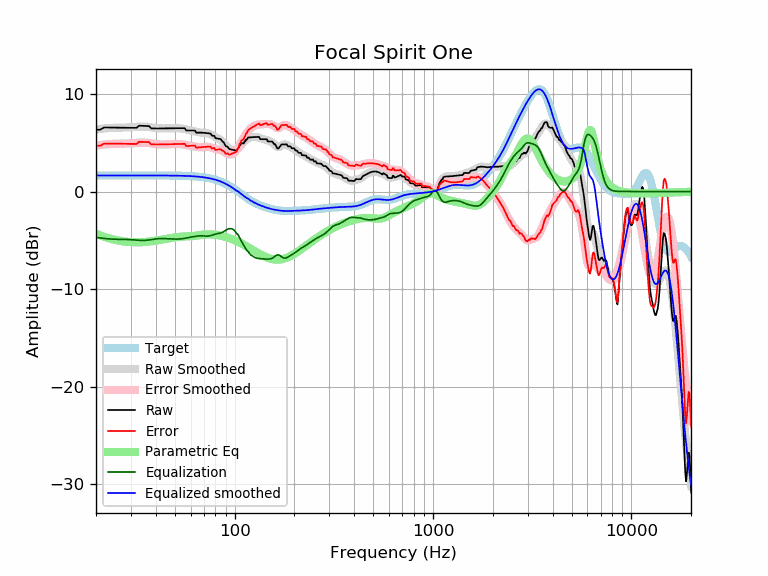 Focal Spirit One
10
0
−10
−20
−30
Amplitude (dBr)
Target
Raw Smoothed
Error Smoothed
Raw
Error
Parametric Eq
Equalization
Equalized smoothed
100 1000 10000
Frequency (Hz)